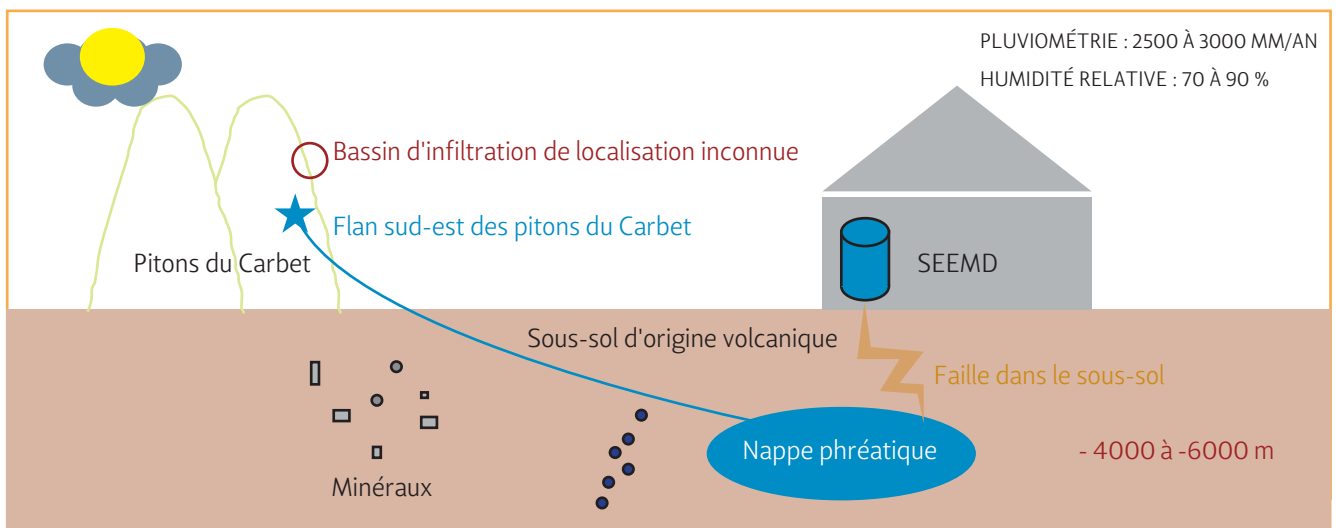 PLUVIOMÉTRIE : 2500 À 3000 MM/AN
HUMIDITÉ RELATIVE : 70 À 90 %
Bassin d'infiltration de localisation inconnue
Flan sud-est des pitons du Carbet
Pitons du Carbet
SEEMD
Sous-sol d'origine volcanique
Faille dans le sous-sol
Nappe phréatique
- 4000 à -6000 m
Minéraux